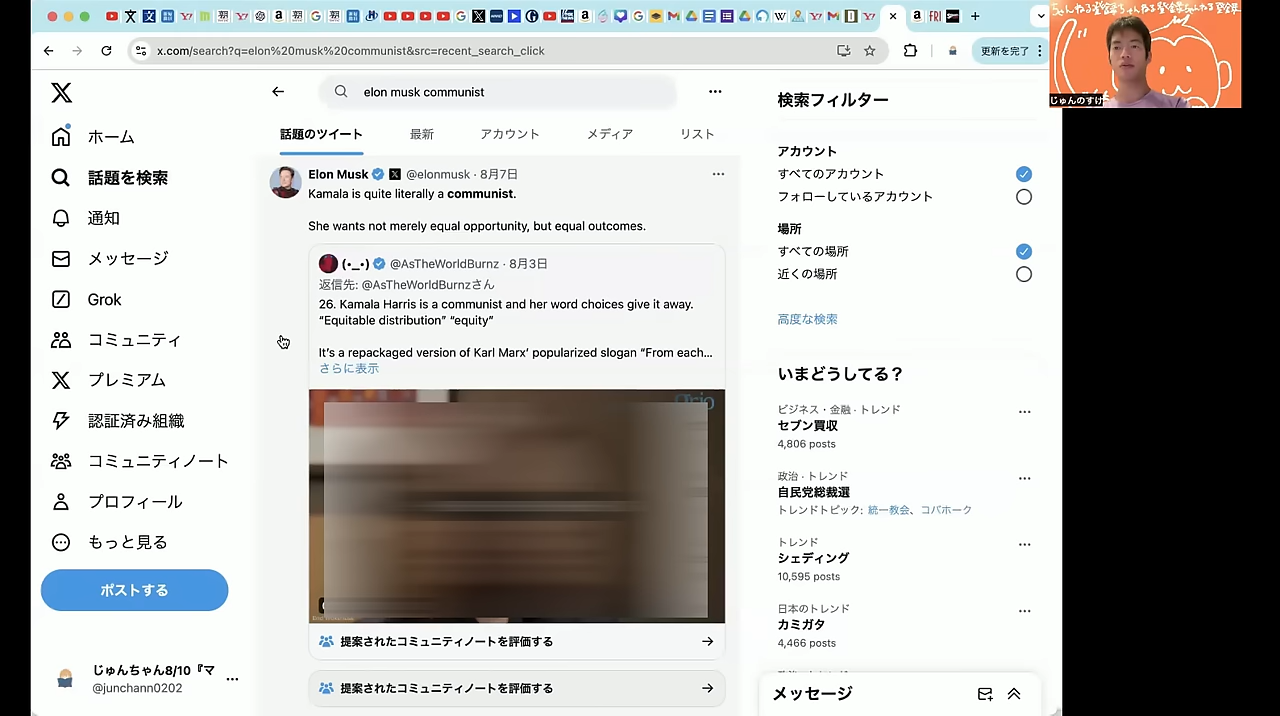 x.com/search?q=elon%20musk%20communist&src=recent_search_click
更新を完了
じゅんのすけ
elon musk communist
話題のツイート
最新
アカウント
メディア
リスト
ホーム
話題を検索
通知
メッセージ
Grok
コミュニティ
プレミアム
認証済み組織
コミュニティノート
プロフィール
もっと見る
ポストする
じゅんちゃん8/10『マ
@junchann0202
Elon Musk @elonmusk · 8月7日
Kamala is quite literally a communist.
She wants not merely equal opportunity, but equal outcomes.
(•_•) @AsTheWorldBurnz · 8月3日
返信先: @AsTheWorldBurnzさん
26. Kamala Harris is a communist and her word choices give it away.
“Equitable distribution” “equity”
It’s a repackaged version of Karl Marx’ popularized slogan “From each...
さらに表示
提案されたコミュニティノートを評価する
提案されたコミュニティノートを評価する
検索フィルター
アカウント
すべてのアカウント
フォローしているアカウント
場所
すべての場所
近くの場所
高度な検索
いまどうしてる？
ビジネス・金融 · トレンド
セブン買収
4,806 posts
政治 · トレンド
自民党総裁選
トレンドトピック: 統一教会、コバホーク
トレンド
シェディング
10,595 posts
日本のトレンド
カミガタ
4,466 posts
メッセージ